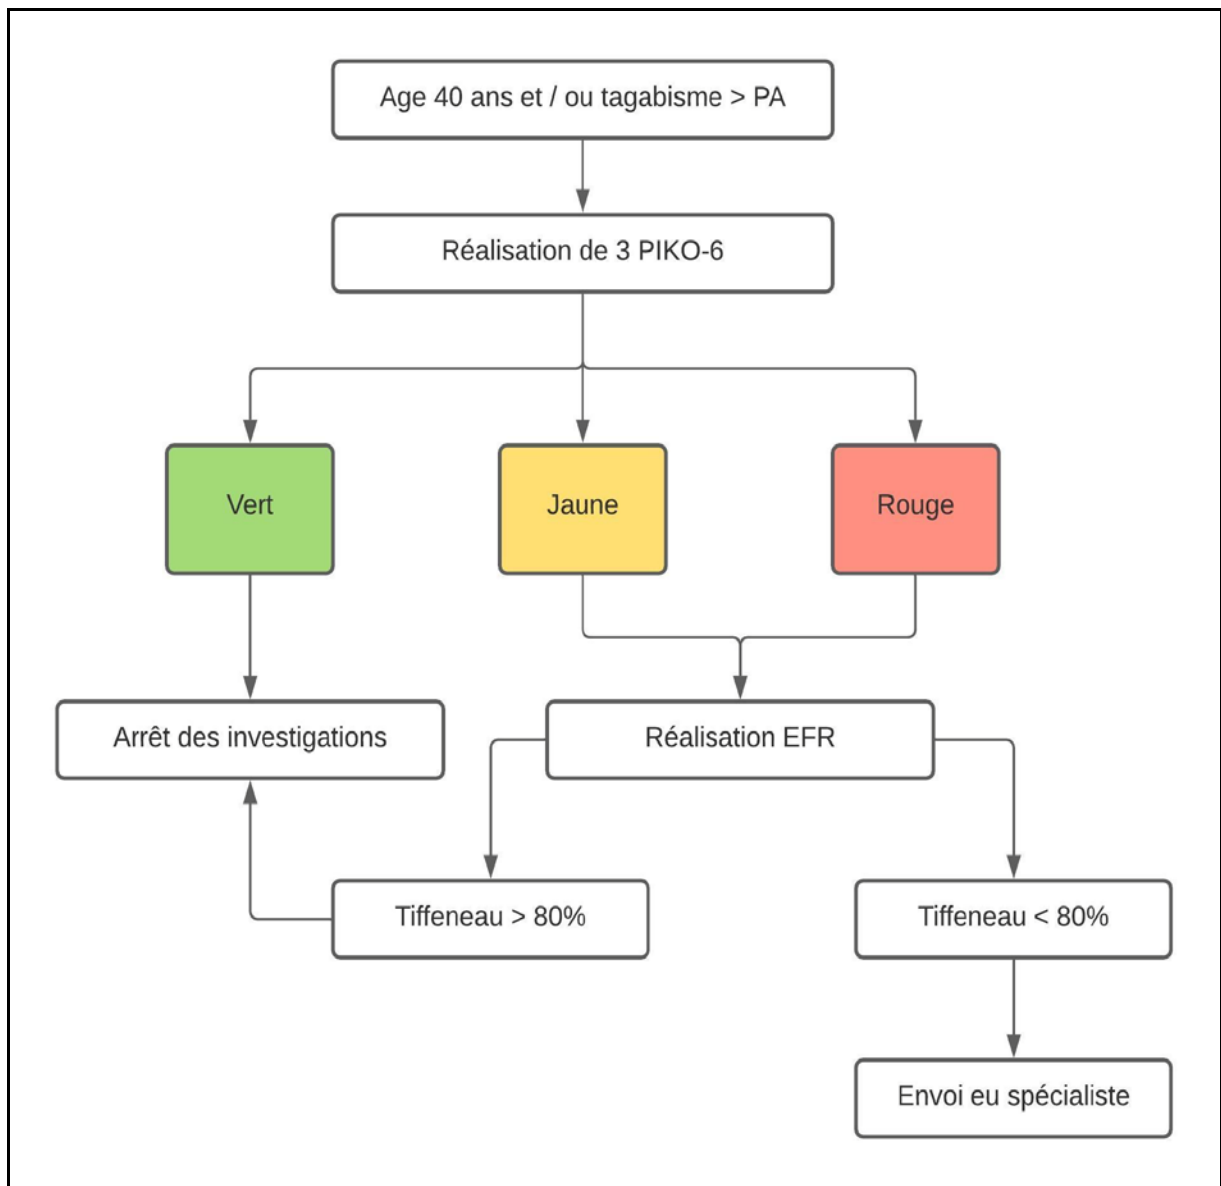 Age 40 ans et / ou tagabisme > PA
Réalisation de 3 PIKO-6
Vert
Jaune
Rouge
Arrêt des investigations
Réalisation EFR
Tiffeneau > 80%
Tiffeneau < 80%
Envoi eu spécialiste